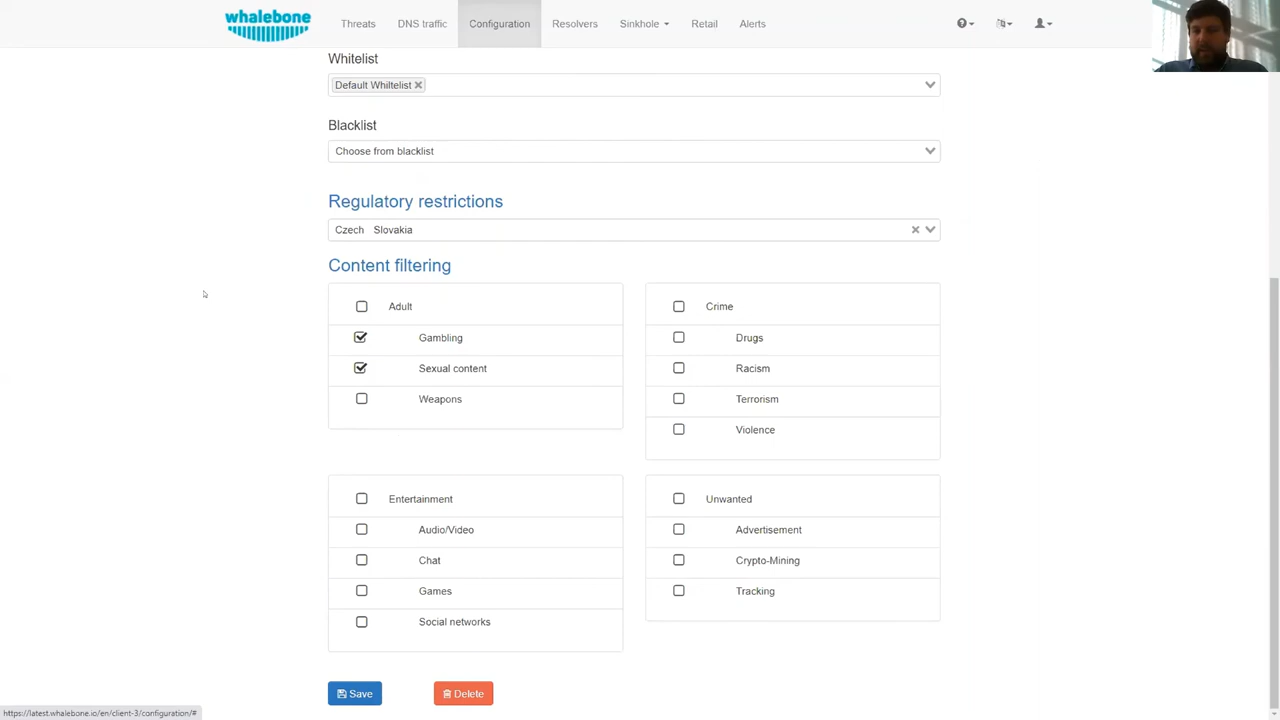 whalebone
Threats
DNS traffic
Configuration
Resolvers
Sinkhole
Retail
Alerts
Whitelist
Default Whiltelist
Blacklist
Choose from blacklist
Regulatory restrictions
Czech Slovakia
Content filtering
Adult
Gambling
Sexual content
Weapons
Crime
Drugs
Racism
Terrorism
Violence
Entertainment
Audio/Video
Chat
Games
Social networks
Unwanted
Advertisement
Crypto-Mining
Tracking
Save
Delete
https://latest.whalebone.io/en/client-3/configuration/#